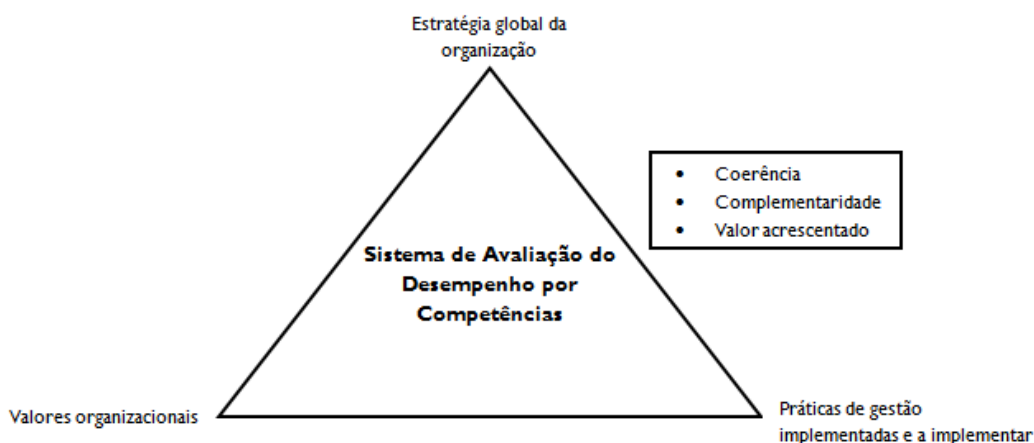 Estratégia global da
organização
• Coerência
• Complementaridade
• Valor acrescentado
Sistema de Avaliação do
Desempenho por
Competências
Valores organizacionais
Práticas de gestão
implementadas e a implementar